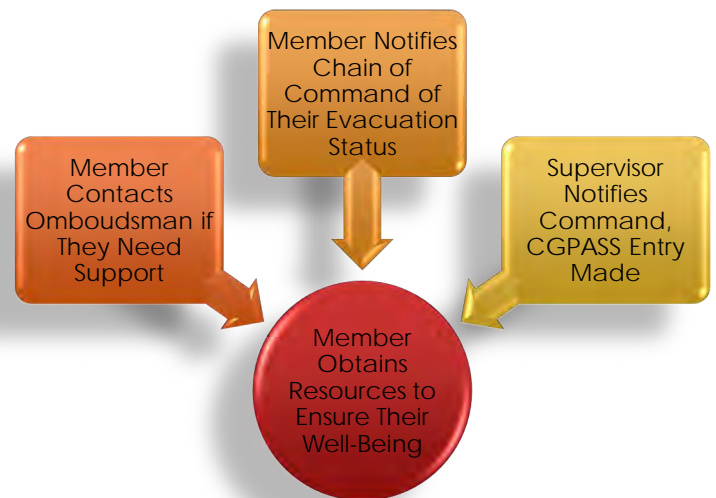 Member Notifies
Chain of
Command of
Their Evacuation
Status
Member
Contacts
Ombudsman if
They Need
Support
Supervisor
Notifies
Command,
CGPASS Entry
Made
Member
Obtains
Resources to
Ensure Their
Well-Being